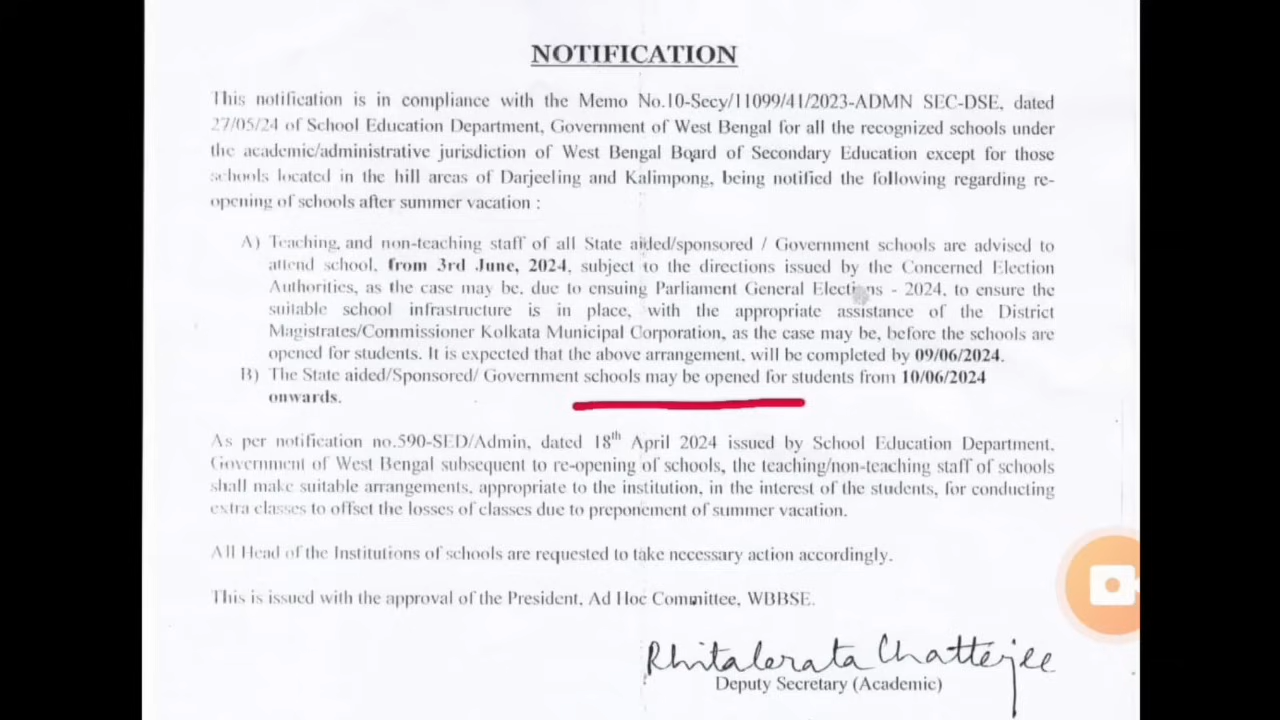 NOTIFICATION
This notification is in compliance with the Memo No.10-Secy/11099/41/2023-ADMN SEC-DSE, dated
27/05/24 of School Education Department, Government of West Bengal for all the recognized schools under
the academic/administrative jurisdiction of West Bengal Board of Secondary Education except for those
schools located in the hill areas of Darjeeling and Kalimpong, being notified the following regarding re-
opening of schools after summer vacation :
A) Teaching, and non-teaching staff of all State aided/sponsored / Government schools are advised to
attend school, from 3rd June, 2024, subject to the directions issued by the Concerned Election
Authorities, as the case may be, due to ensuing Parliament General Elections - 2024, to ensure the
suitable school infrastructure is in place, with the appropriate assistance of the District
Magistrates/Commissioner Kolkata Municipal Corporation, as the case may be, before the schools are
opened for students. It is expected that the above arrangement, will be completed by 09/06/2024.
B) The State aided/Sponsored/ Government schools may be opened for students from 10/06/2024
onwards.
As per notification no.590-SED/Admin, dated 18th April 2024 issued by School Education Department,
Government of West Bengal subsequent to re-opening of schools, the teaching/non-teaching staff of schools
shall make suitable arrangements, appropriate to the institution, in the interest of the students, for conducting
extra classes to offset the losses of classes due to preponement of summer vacation.
All Head of the Institutions of schools are requested to take necessary action accordingly.
This is issued with the approval of the President, Ad Hoc Committee, WBBSE.
Chatterjee
Deputy Secretary (Academic)